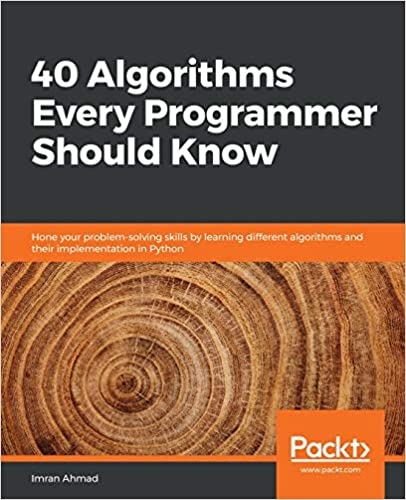 40 Algorithms
Every Programmer
Should Know
Hone your problem-solving skills by learning different algorithms and
their implementation in Python
Imran Ahmad
Packt>
www.packt.com